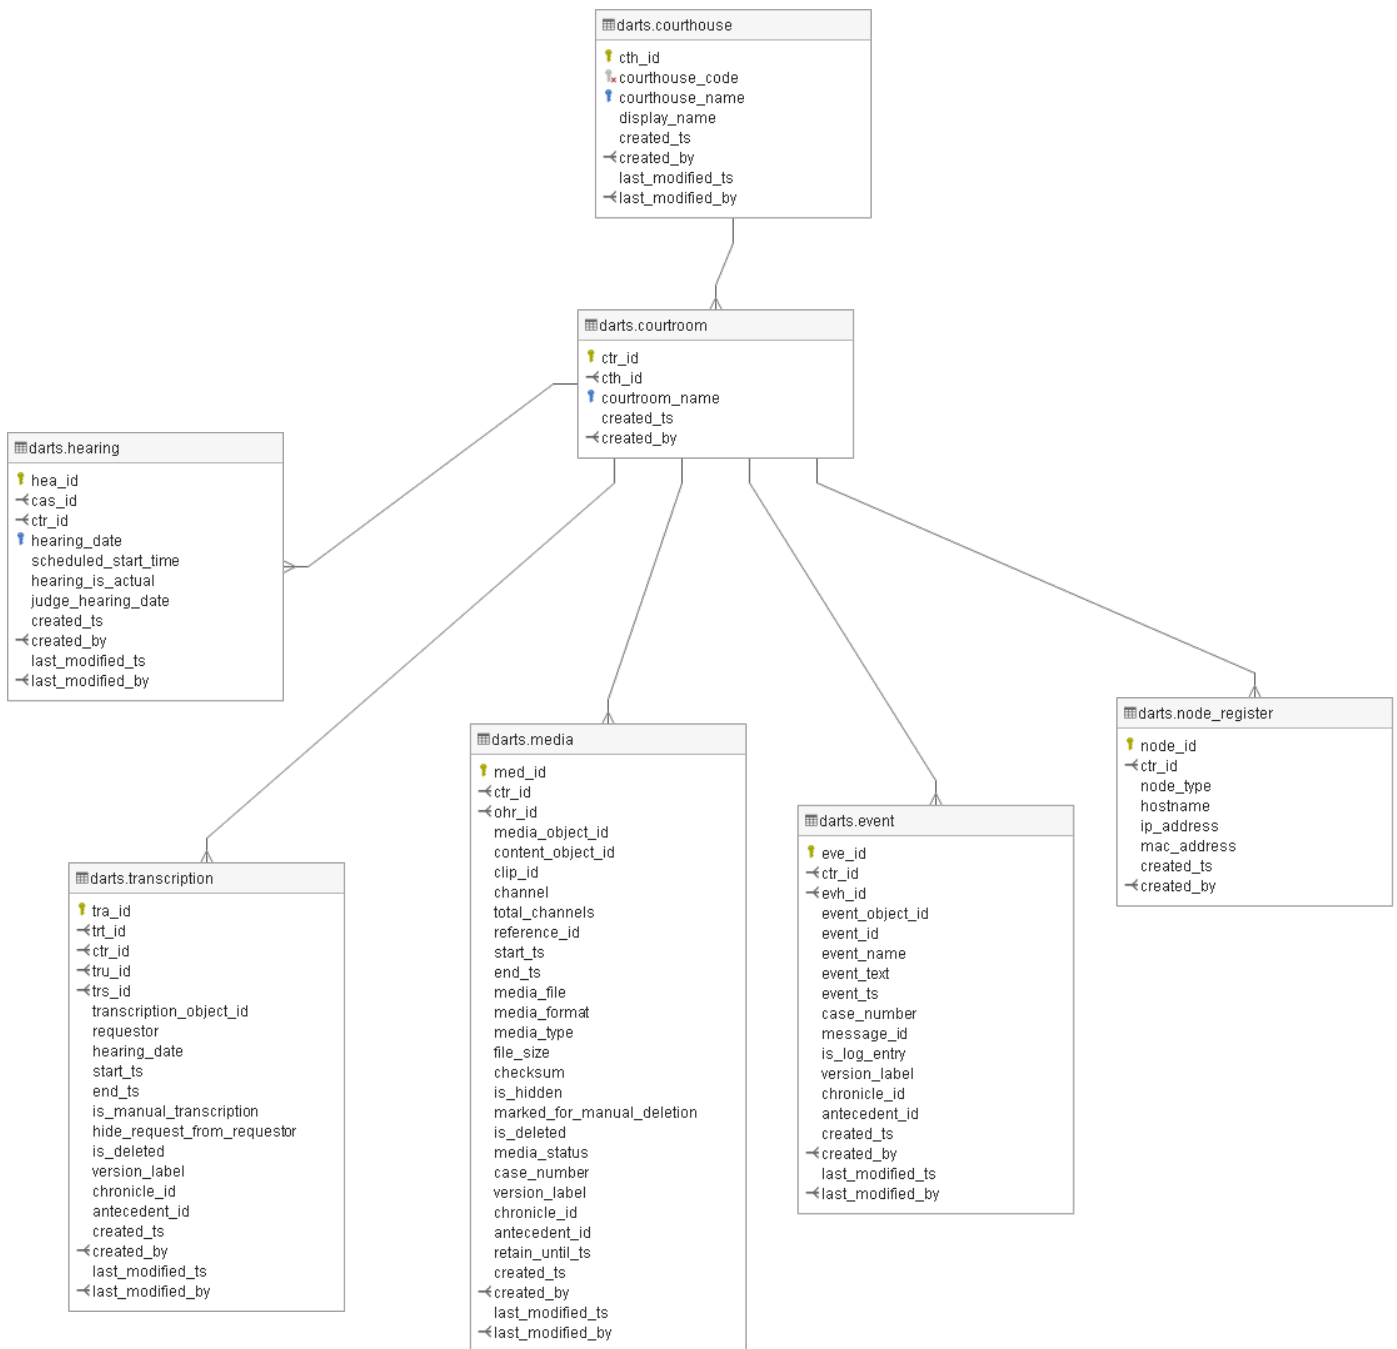 darts.courthouse
cth_id
courthouse_code
courthouse_name
display_name
created_ts
created_by
last_modified_ts
last_modified_by
darts.courtroom
ctr_id
cth_id
courtroom_name
created_ts
created_by
darts.hearing
hea_id
cas_id
ctr_id
hearing_date
scheduled_start_time
hearing_is_actual
judge_hearing_date
created_ts
created_by
last_modified_ts
last_modified_by
darts.transcription
tra_id
trt_id
ctr_id
tru_id
trs_id
transcription_object_id
requestor
hearing_date
start_ts
end_ts
is_manual_transcription
hide_request_from_requestor
is_deleted
version_label
chronicle_id
antecedent_id
created_ts
created_by
last_modified_ts
last_modified_by
darts.media
med_id
ctr_id
ohr_id
media_object_id
content_object_id
clip_id
channel
total_channels
reference_id
start_ts
end_ts
media_file
media_format
media_type
file_size
checksum
is_hidden
marked_for_manual_deletion
is_deleted
media_status
case_number
version_label
chronicle_id
antecedent_id
retain_until_ts
created_ts
created_by
last_modified_ts
last_modified_by
darts.event
eve_id
ctr_id
evh_id
event_object_id
event_id
event_name
event_text
event_ts
case_number
message_id
is_log_entry
version_label
chronicle_id
antecedent_id
created_ts
created_by
last_modified_ts
last_modified_by
darts.node_register
node_id
ctr_id
node_type
hostname
ip_address
mac_address
created_ts
created_by